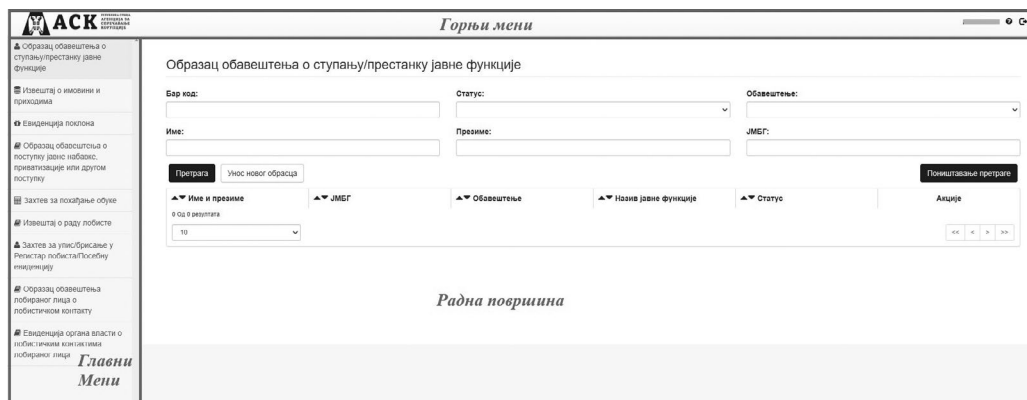 АСК
АГЕНЦИЈА ЗА
СПРЕЧАВАЊЕ
КОРУПЦИЈЕ
Горњи мени
Образац обавештења о
ступању/престанку јавне
функције
Извештај о имовини и
приходима
Евиденција поклона
Образац обавештења о
поступку јавне набавке,
приватизације или другом
поступку
Захтев за похађање обуке
Извештај о раду лобисте
Захтев за упис/брисање у
Регистар лобиста/Посебну
евиденцију
Образац обавештења
лобираног лица о
лобистичком контакту
Евиденција органа власти о
лобистичким контактима
лобираног лица
Главни
Мени
Образац обавештења о ступању/престанку јавне функције
Бар код: Статус: Обавештење:
Име: Презиме: ЈМБГ:
Претрага Унос новог обрасца Поништавање претраге
Име и презиме ЈМБГ Обавештење Назив јавне функције Статус Акције
0 Од 0 резултата
10 << < > >>
Радна површина